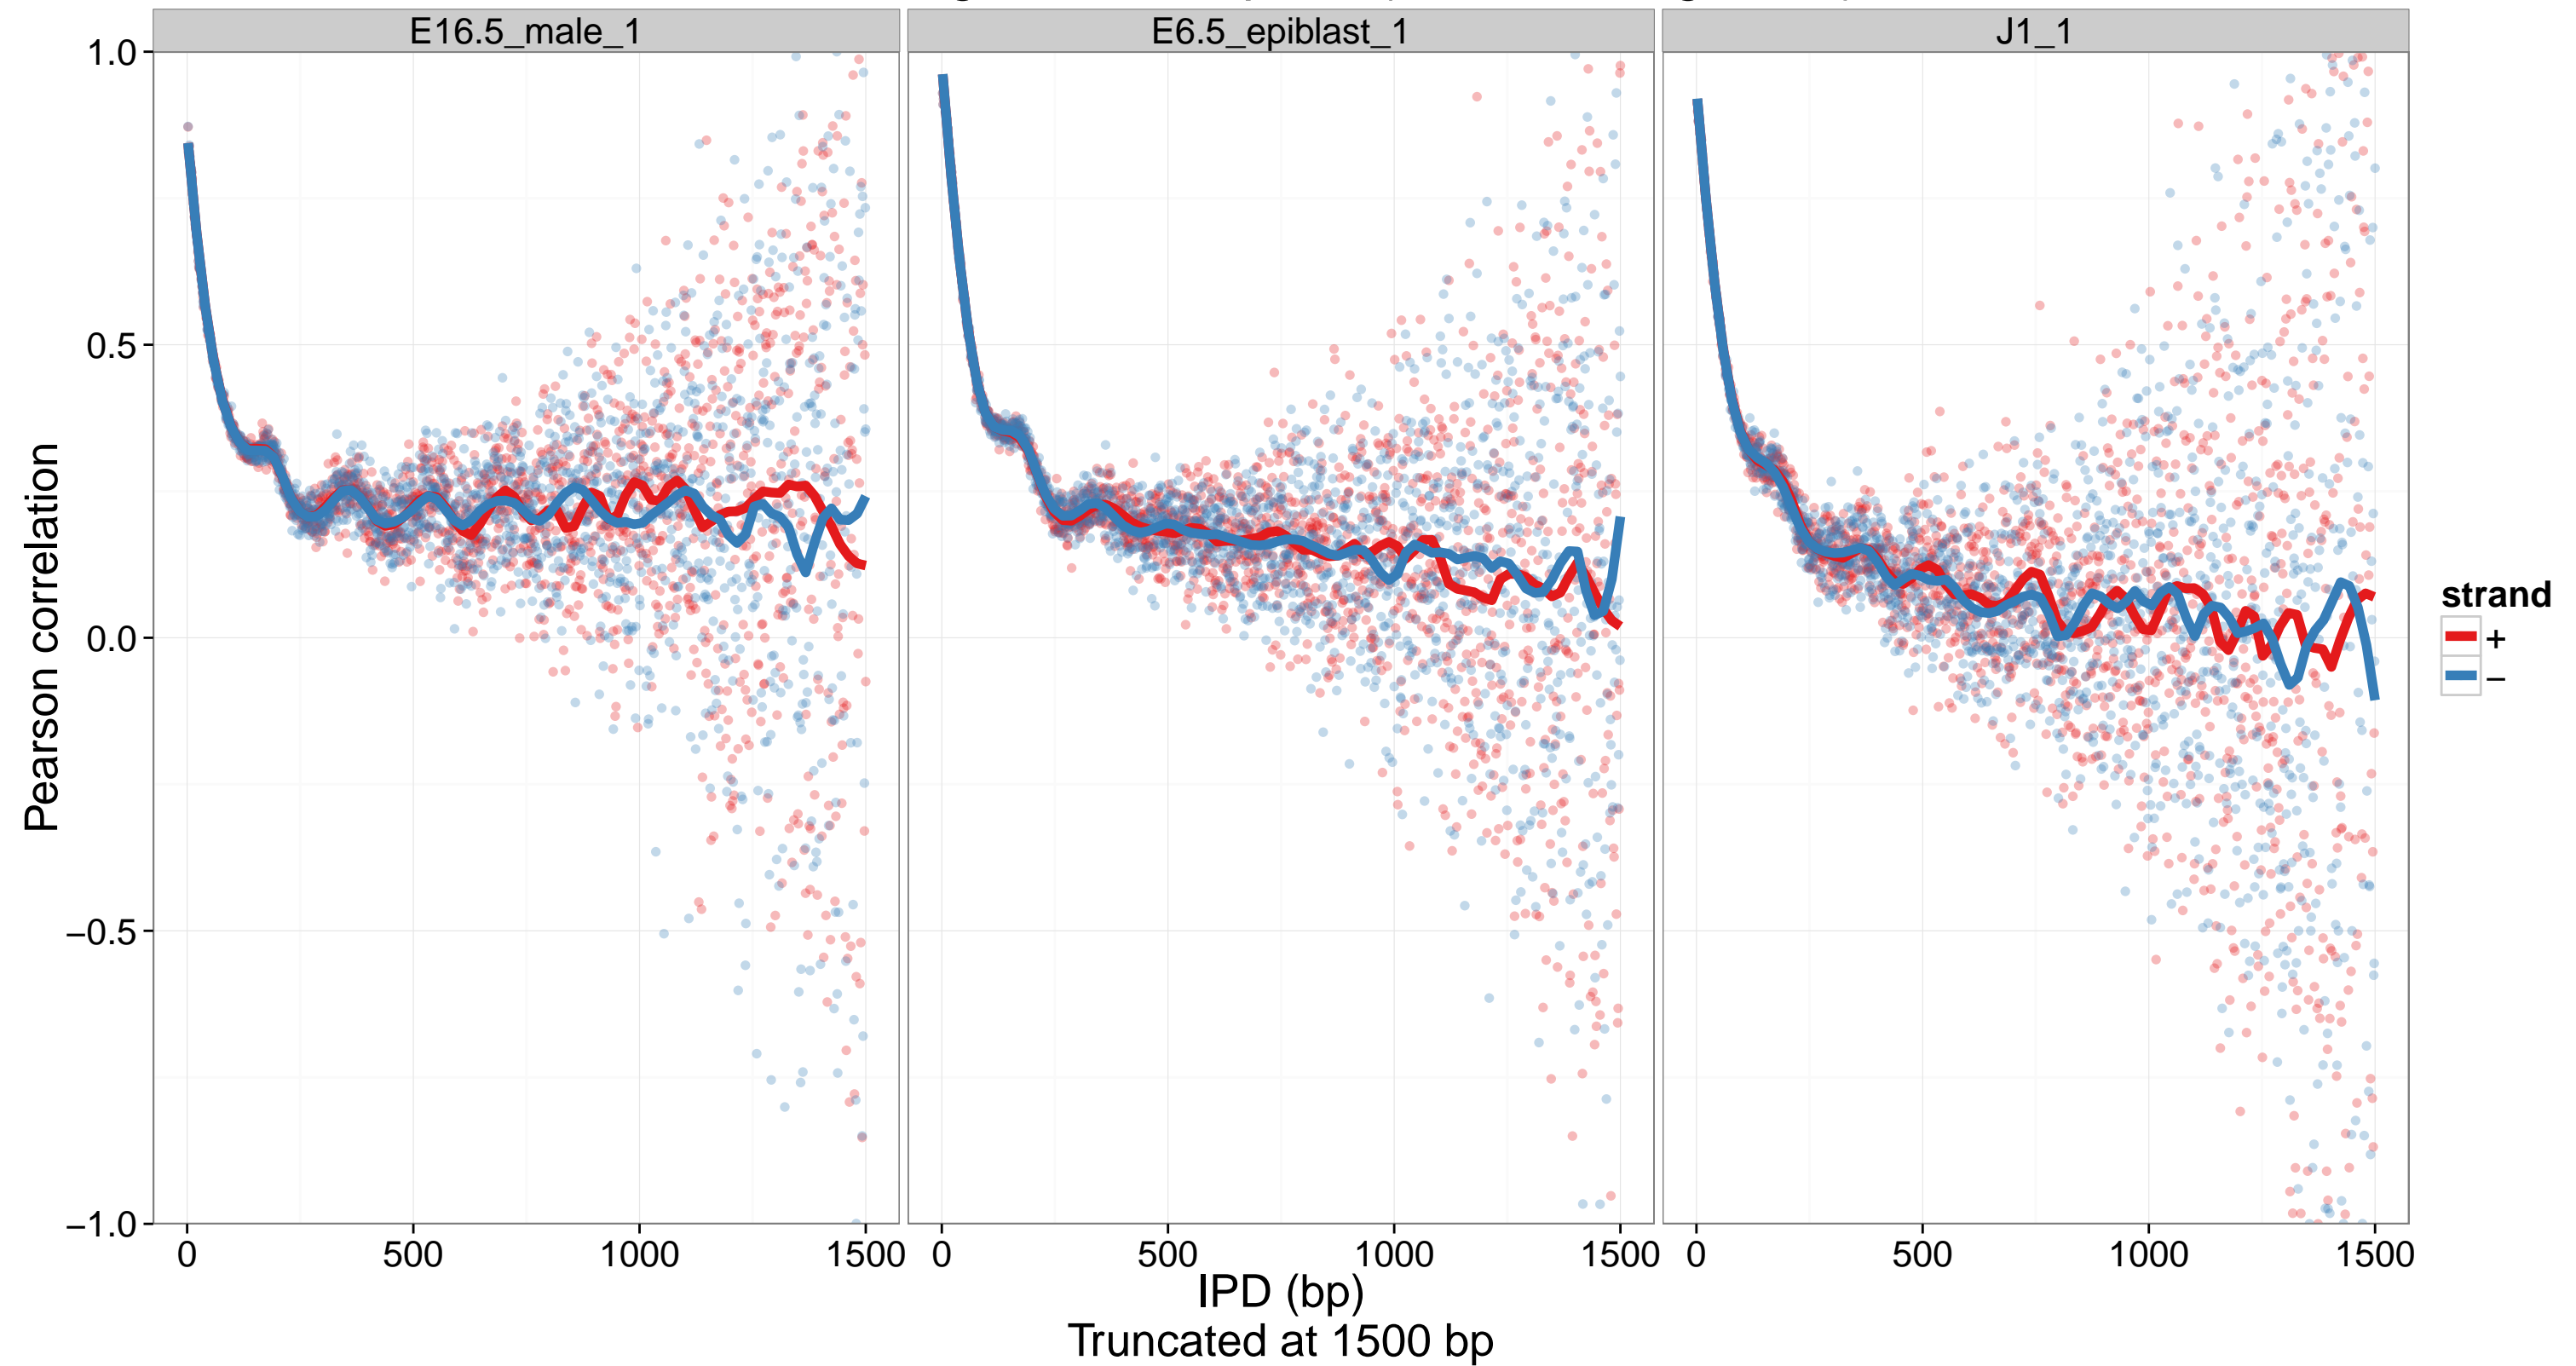 E16.5_male_1 E6.5_epiblast_1 J1_1
1.0
0.5
0.0
−0.5
−1.0
Pearson correlation
0 500 1000 1500 0 500 1000 1500 0 500 1000 1500
IPD (bp)
Truncated at 1500 bp
strand
+
−